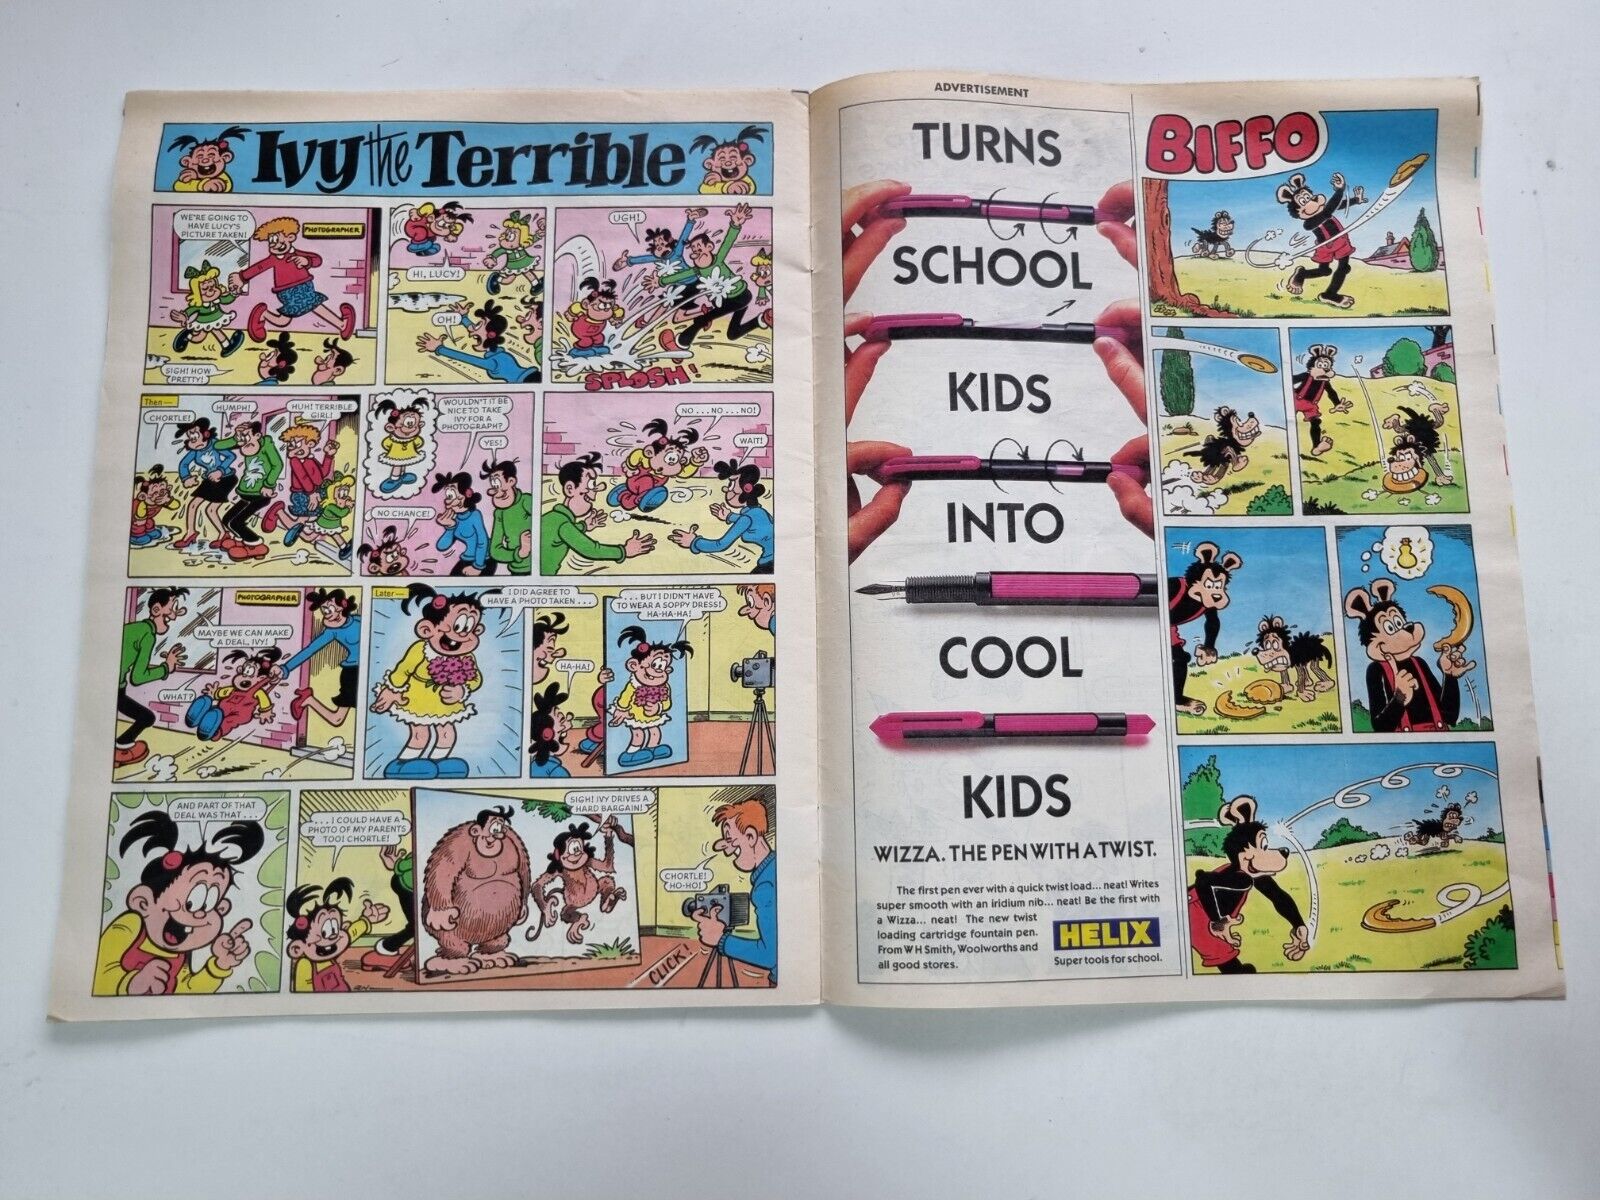 Ivy the Terrible
WE'RE GOING TO
HAVE LUCY'S
PICTURE TAKEN!
PHOTOGRAPHER
SIGH! HOW
PRETTY!
HI, LUCY!
OH!
UGH!
SPLOSH!
Then—
CHORTLE!
HUMPH!
HUH! TERRIBLE
GIRL!
WOULDN'T IT BE
NICE TO TAKE
IVY FOR A
PHOTOGRAPH?
YES!
NO CHANCE!
NO...NO...NO!
WAIT!
PHOTOGRAPHER
MAYBE WE CAN MAKE
A DEAL, IVY!
WHAT?
Later—
I DID AGREE TO
HAVE A PHOTO TAKEN...
...BUT I DIDN'T HAVE
TO WEAR A SOPPY DRESS!
HA-HA-HA!
HA-HA!
AND PART OF THAT
DEAL WAS THAT...
...I COULD HAVE A
PHOTO OF MY PARENTS
TOO! CHORTLE!
SIGH! IVY DRIVES A
HARD BARGAIN!
CHORTLE!
HO-HO!
CLICK!
ADVERTISEMENT
TURNS
SCHOOL
KIDS
INTO
COOL
KIDS
WIZZA. THE PEN WITH A TWIST.
The first pen ever with a quick twist load... neat! Writes
super smooth with an iridium nib... neat! Be the first with
a Wizza... neat! The new twist
loading cartridge fountain pen.
From WH Smith, Woolworths and
all good stores.
HELIX
Super tools for school.
BIFFO